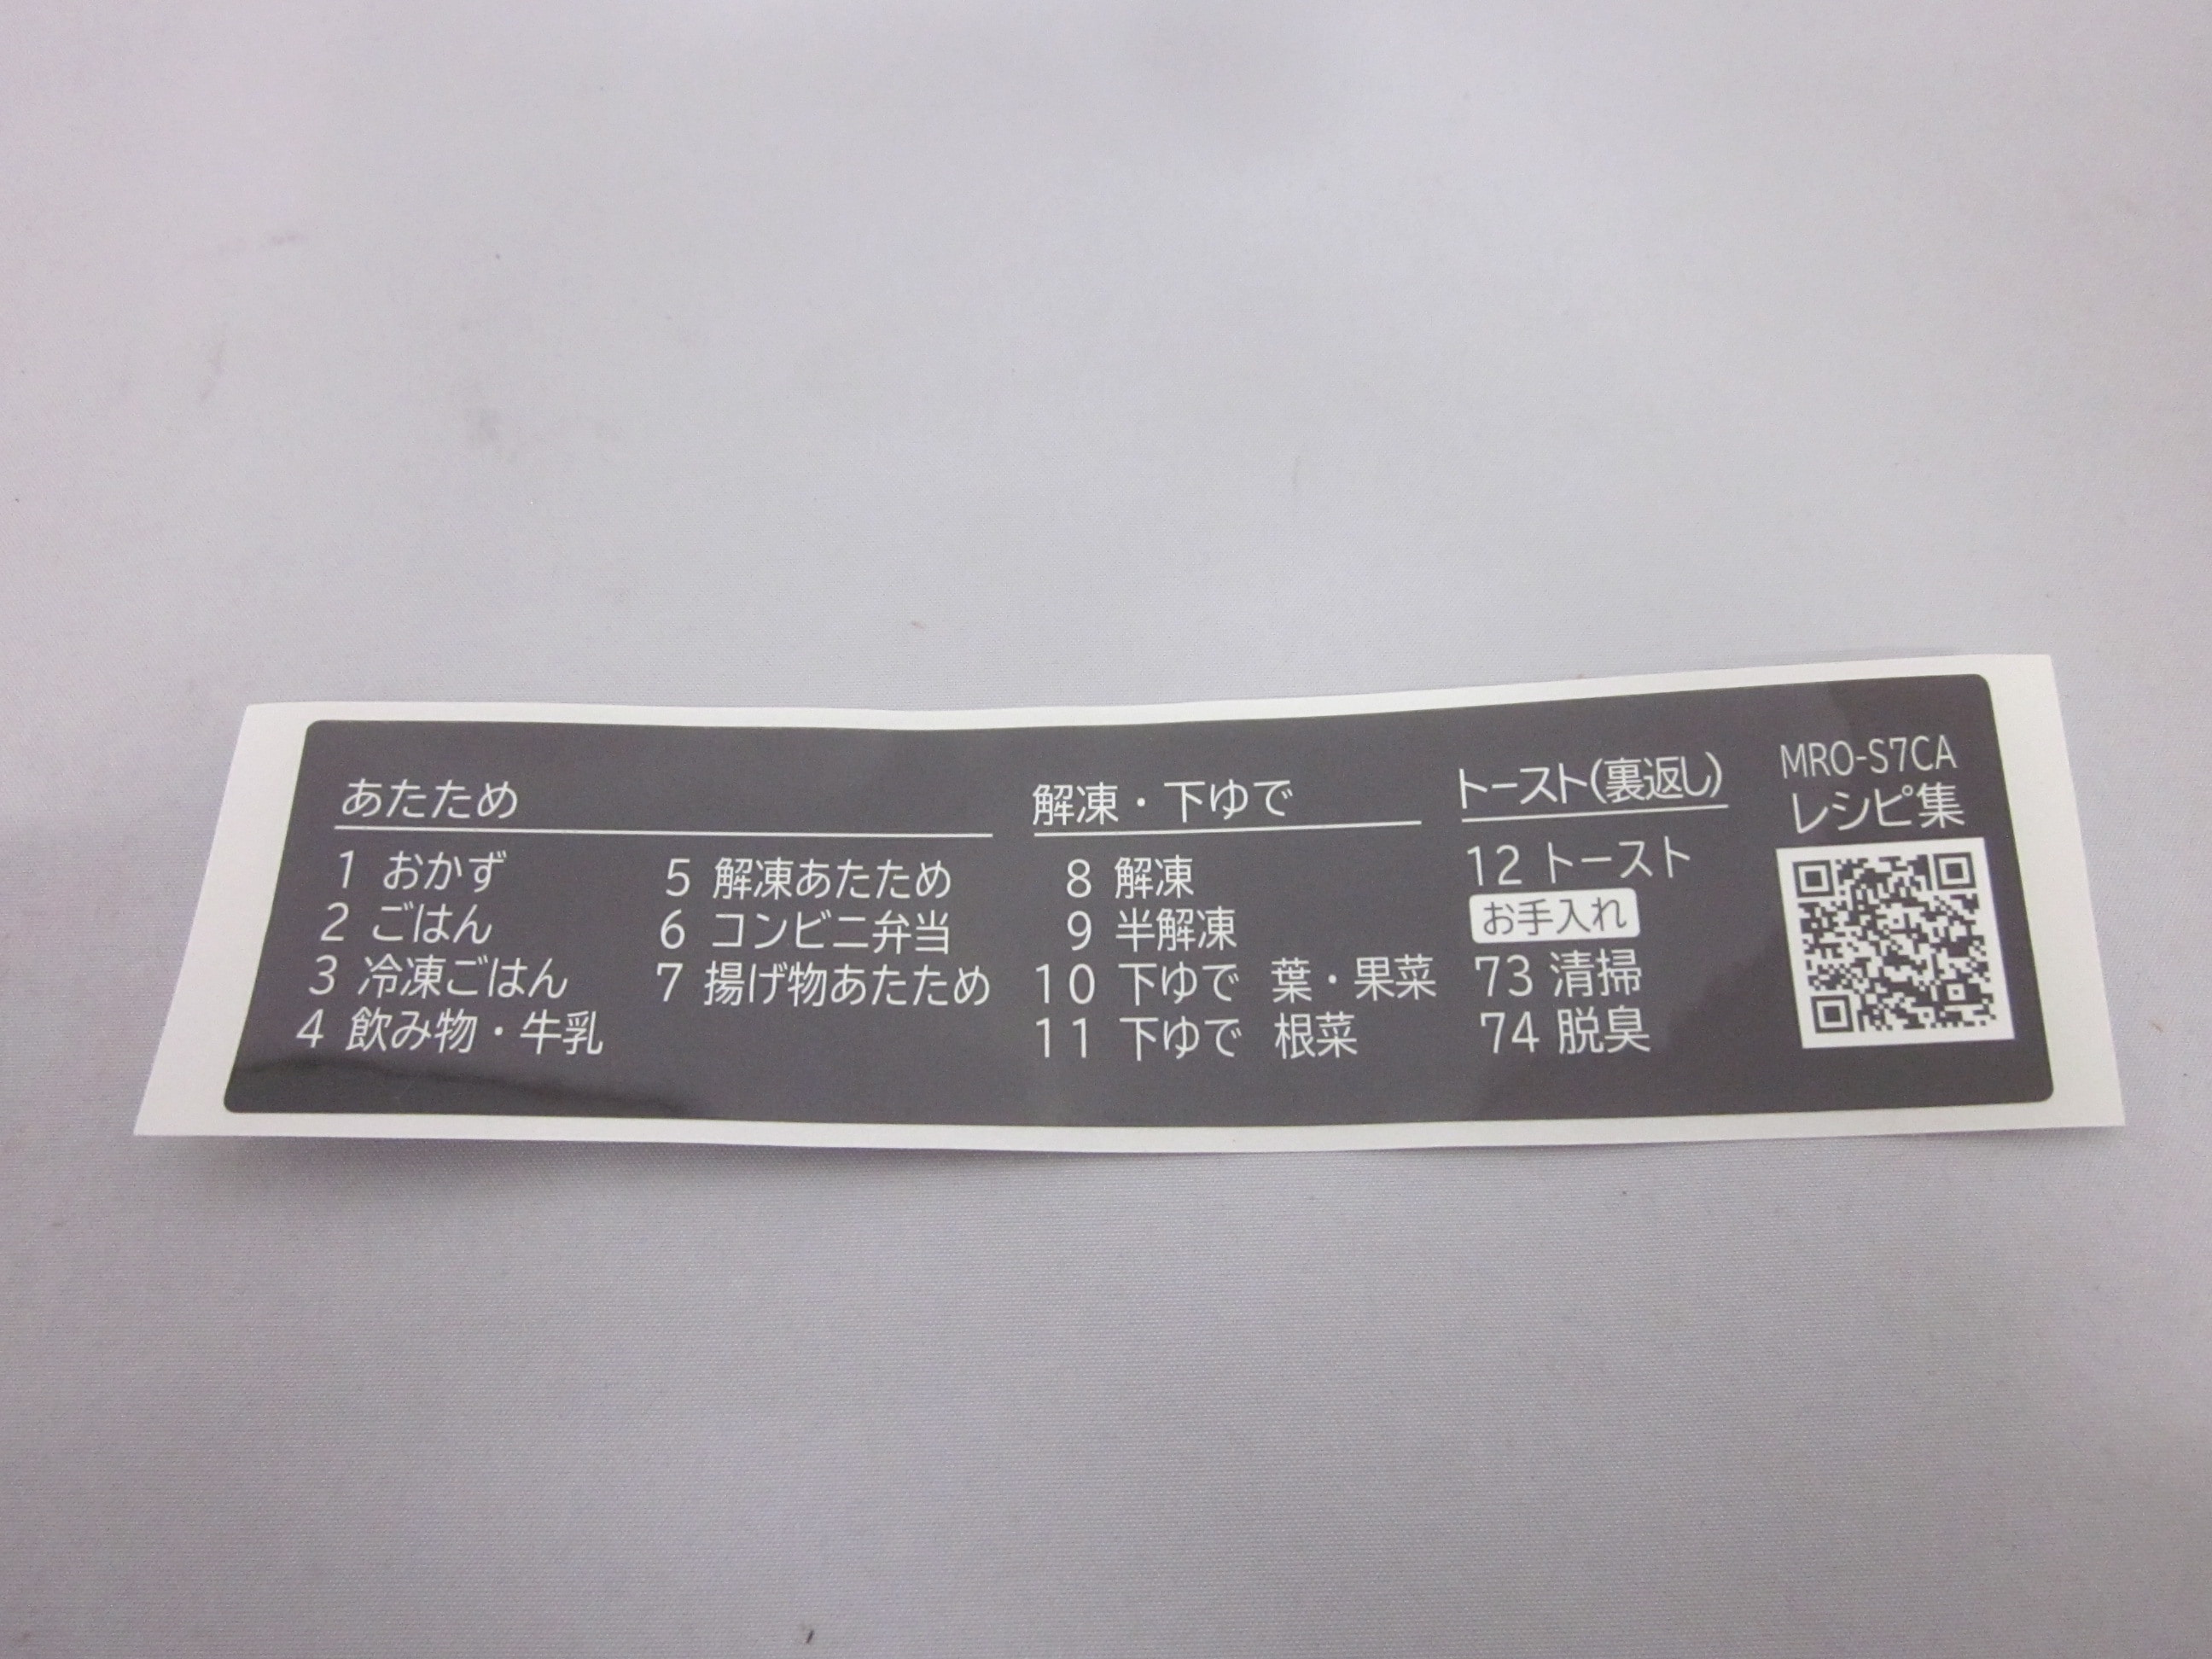 あたため
1 おかず
2 ごはん
3 冷凍ごはん
4 飲み物・牛乳
5 解凍あたため
6 コンビニ弁当
7 揚げ物あたため
解凍・下ゆで
8 解凍
9 半解凍
10 下ゆで 葉・果菜
11 下ゆで 根菜
トースト(裏返し)
12 トースト
お手入れ
73 清掃
74 脱臭
MRO-S7CA
レシピ集